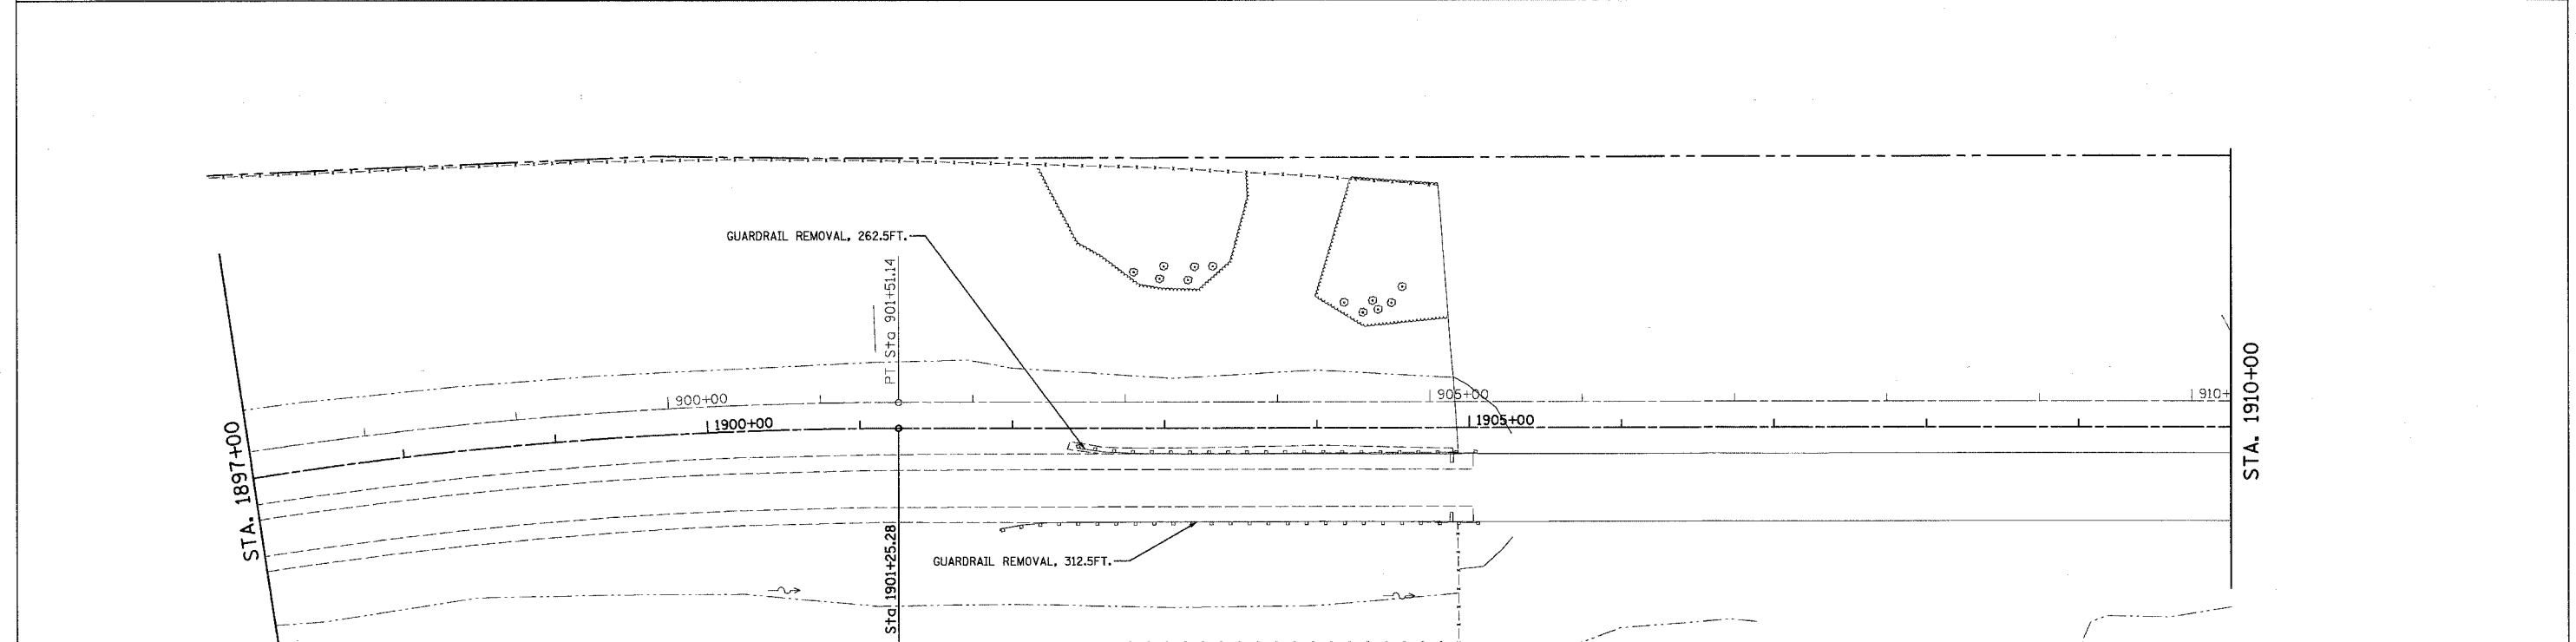 GUARDRAIL REMOVAL, 262.5FT.
PT Sta 901+51.14
900+00
905+00
910+
1900+00
1905+00
STA. 1897+00
STA. 1910+00
Sta 1901+25.28
GUARDRAIL REMOVAL, 312.5FT.